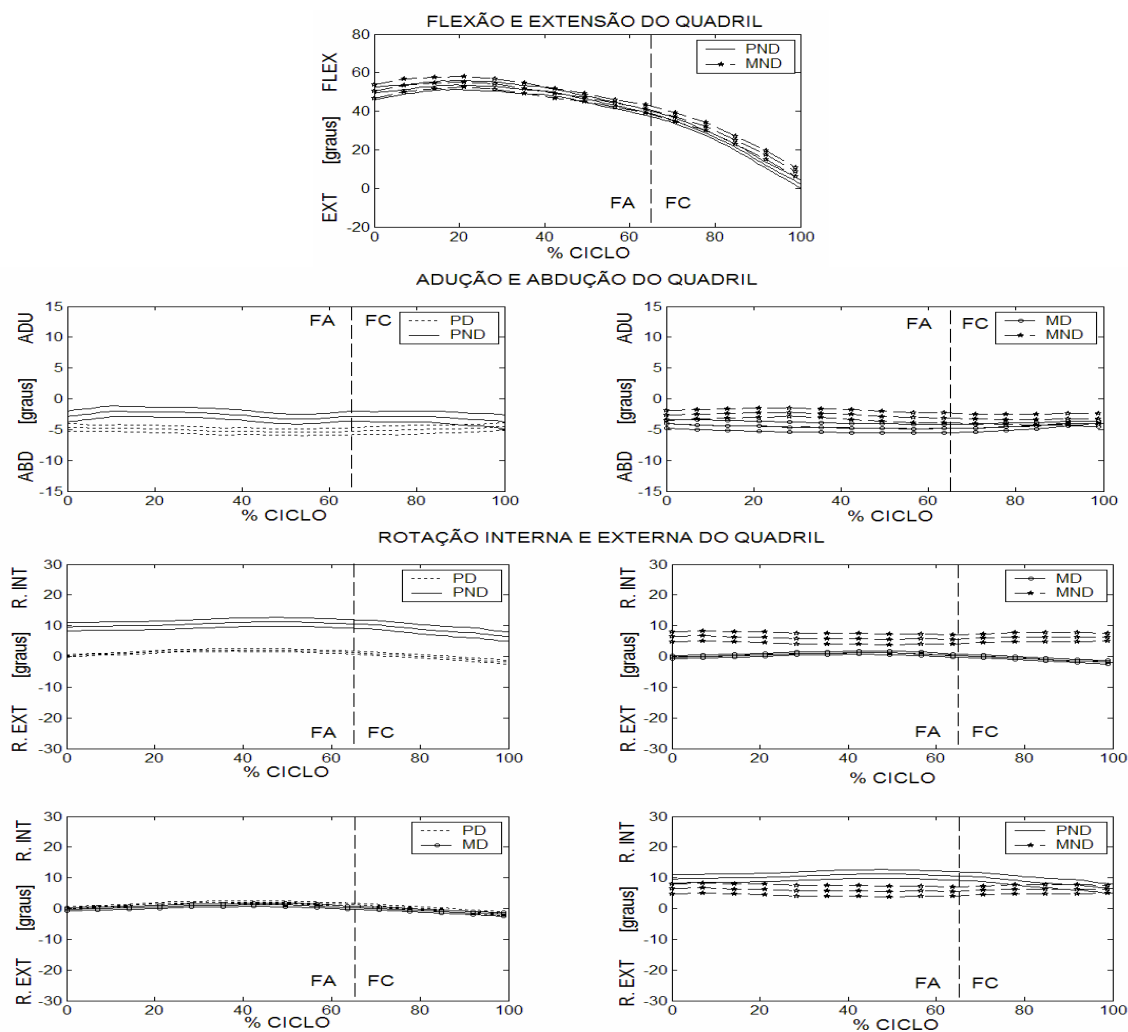 FLEXÃO E EXTENSÃO DO QUADRIL
80
60
40
20
0
-20
EXT [graus] FLEX
PND
MND
FA FC
0 20 40 60 80 100
% CICLO
ADUÇÃO E ABDUÇÃO DO QUADRIL
15
10
5
0
-5
-10
-15
ABD [graus] ADU
FA FC
PD
PND
0 20 40 60 80 100
% CICLO
15
10
5
0
-5
-10
-15
ABD [graus] ADU
FA FC
MD
MND
0 20 40 60 80 100
% CICLO
ROTAÇÃO INTERNA E EXTERNA DO QUADRIL
30
20
10
0
-10
-20
-30
R. EXT [graus] R. INT
PD
PND
FA FC
0 20 40 60 80 100
% CICLO
30
20
10
0
-10
-20
-30
R. EXT [graus] R. INT
MD
MND
FA FC
0 20 40 60 80 100
% CICLO
30
20
10
0
-10
-20
-30
R. EXT [graus] R. INT
PD
MD
FA FC
0 20 40 60 80 100
% CICLO
30
20
10
0
-10
-20
-30
R. EXT [graus] R. INT
PND
MND
FA FC
0 20 40 60 80 100
% CICLO